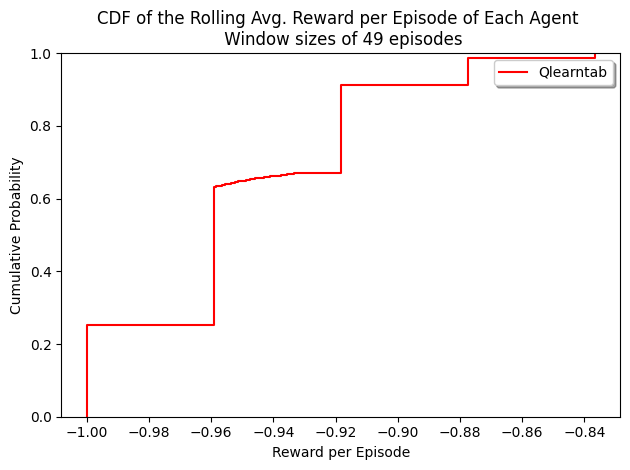 CDF of the Rolling Avg. Reward per Episode of Each Agent
Window sizes of 49 episodes
Qlearntab
Cumulative Probability
1.0
0.8
0.6
0.4
0.2
0.0
−1.00 −0.98 −0.96 −0.94 −0.92 −0.90 −0.88 −0.86 −0.84
Reward per Episode